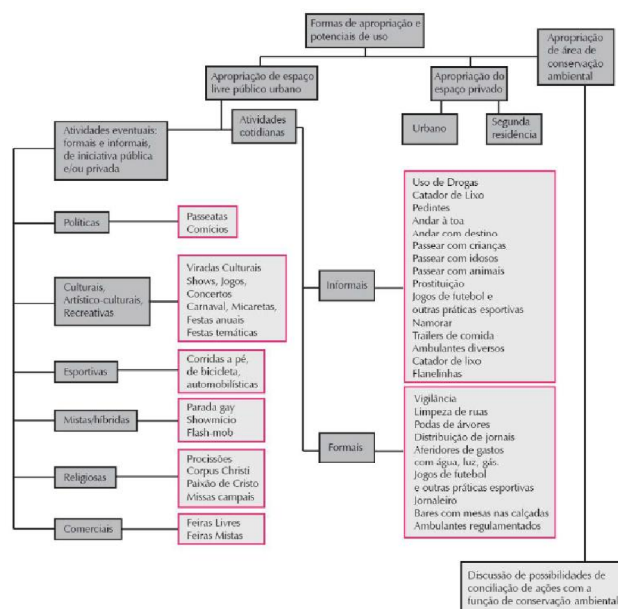 Formas de apropriação e
potenciais de uso
Apropriação
de área de
conservação
ambiental
Apropriação de espaço
livre público urbano
Apropriação do
espaço privado
Atividades eventuais:
formais e informais,
de iniciativa pública
e/ou privada
Atividades
cotidianas
Urbano
Segunda
residência
Políticas
Passeatas
Comícios
Culturais,
Artístico-culturais,
Recreativas
Viradas Culturais
Shows, Jogos,
Concertos
Carnaval, Micaretas,
Festas anuais
Festas temáticas
Esportivas
Corridas a pé,
de bicicleta,
automobilísticas
Mistas/híbridas
Parada gay
Showmício
Flash-mob
Religiosas
Procissões
Corpus Christi
Paixão de Cristo
Missas campais
Comerciais
Feiras Livres
Feiras Mistas
Informais
Uso de Drogas
Catador de Lixo
Pedintes
Andar à toa
Andar com destino
Passear com crianças
Passear com idosos
Passear com animais
Prostituição
Jogos de futebol e
outras práticas esportivas
Namorar
Trailers de comida
Ambulantes diversos
Catador de lixo
Flanelinhas
Formais
Vigilância
Limpeza de ruas
Podas de árvores
Distribuição de jornais
Aferidores de gastos
com água, luz, gás.
Jogos de futebol
e outras práticas esportivas
Jornaleiro
Bares com mesas nas calçadas
Ambulantes regulamentados
Discussão de possibilidades de
conciliação de ações com a
função de conservação ambiental